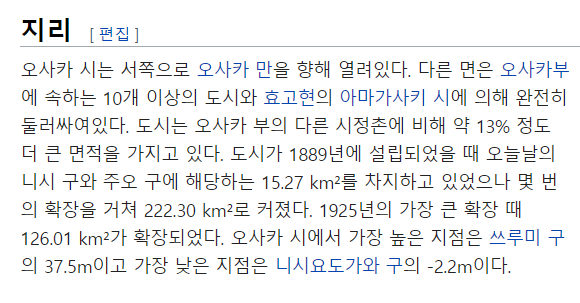 지리 [ 편집 ]
오사카 시는 서쪽으로 오사카 만을 향해 열려있다. 다른 면은 오사카부
에 속하는 10개 이상의 도시와 효고현의 아마가사키 시에 의해 완전히
둘러싸여있다. 도시는 오사카 부의 다른 시정촌에 비해 약 13% 정도
더 큰 면적을 가지고 있다. 도시가 1889년에 설립되었을 때 오늘날의
니시 구와 주오 구에 해당하는 15.27 km²를 차지하고 있었으나 몇 번
의 확장을 거쳐 222.30 km²로 커졌다. 1925년의 가장 큰 확장 때
126.01 km²가 확장되었다. 오사카 시에서 가장 높은 지점은 쓰루미 구
의 37.5m이고 가장 낮은 지점은 니시요도가와 구의 -2.2m이다.